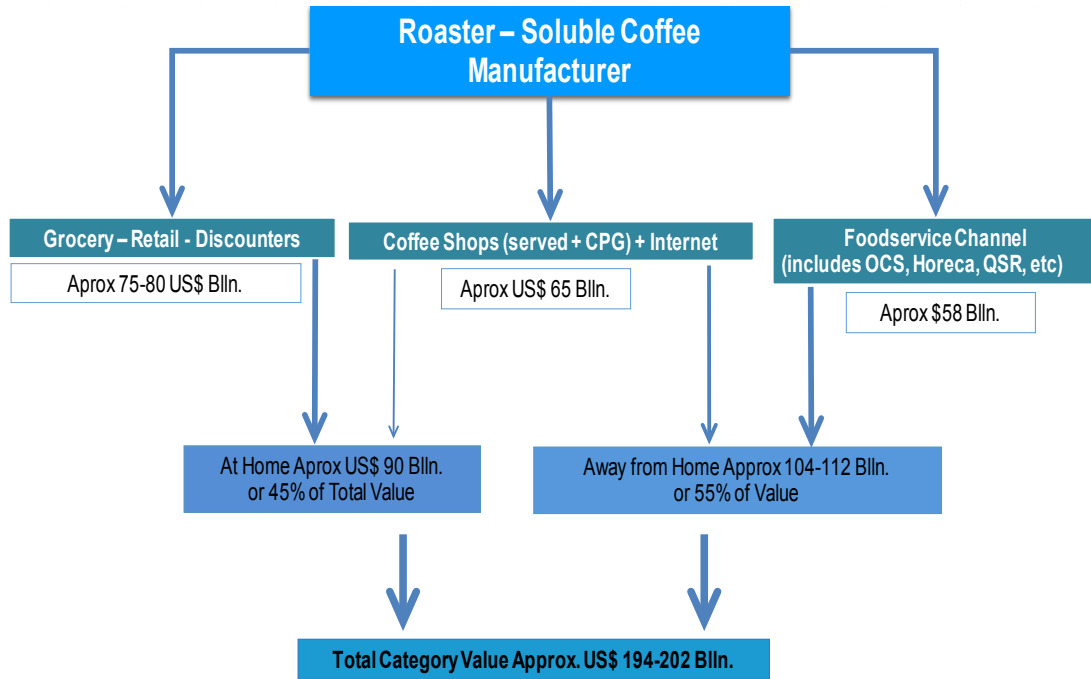 Roaster – Soluble Coffee
Manufacturer
Grocery – Retail - Discounters
Aprox 75-80 US$ Blln.
Coffee Shops (served + CPG) + Internet
Aprox US$ 65 Blln.
Foodservice Channel
(includes OCS, Horeca, QSR, etc)
Aprox $58 Blln.
At Home Aprox US$ 90 Blln.
or 45% of Total Value
Away from Home Approx 104-112 Blln.
or 55% of Value
Total Category Value Approx. US$ 194-202 Blln.